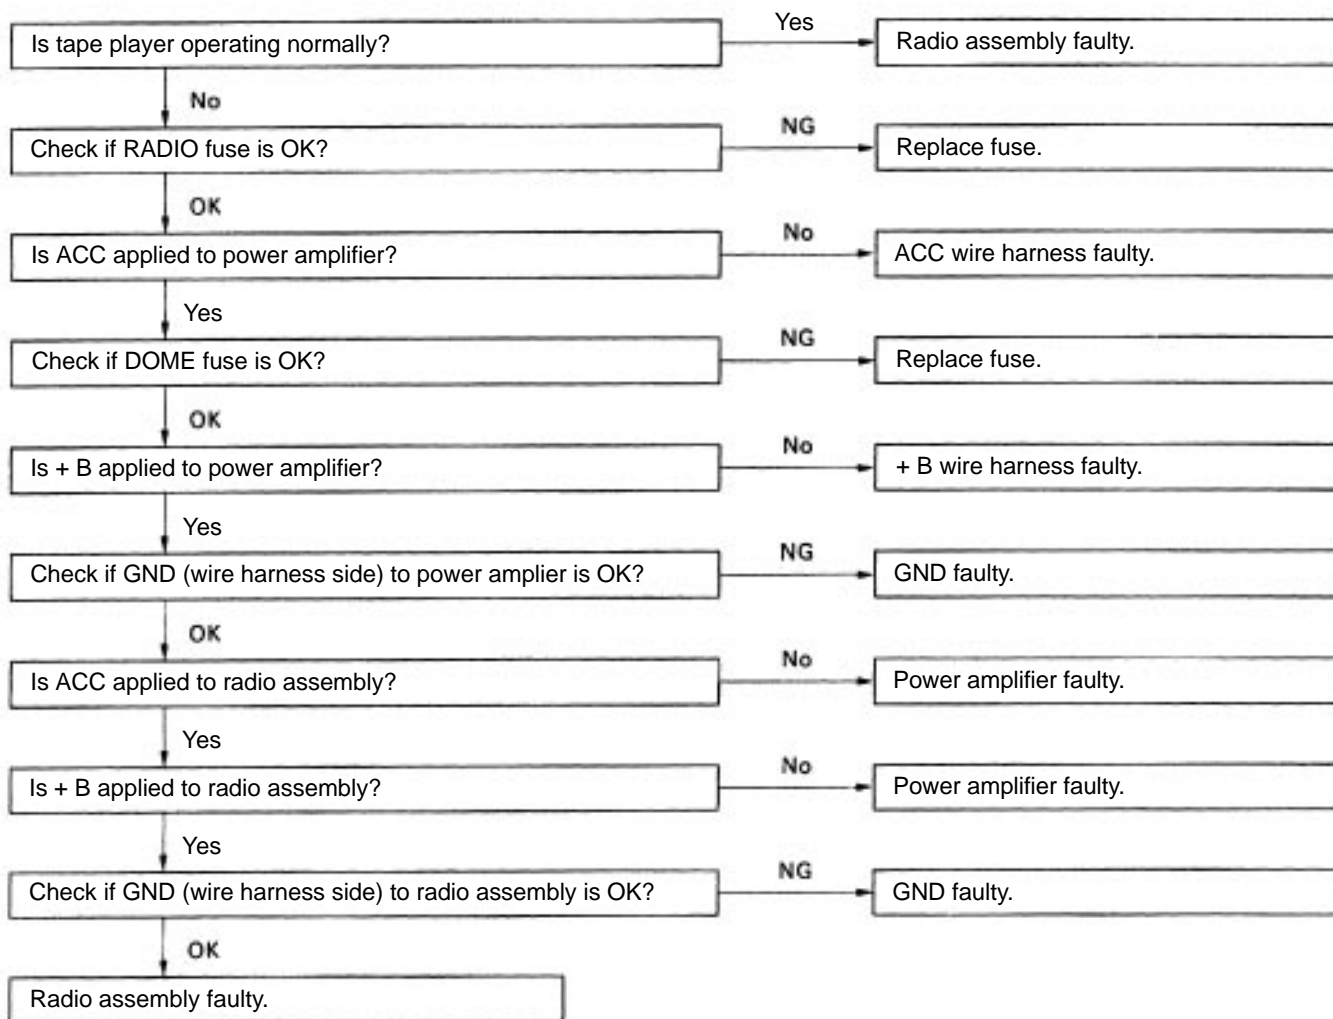 Is tape player operating normally?
Yes
Radio assembly faulty.
No
Check if RADIO fuse is OK?
NG
Replace fuse.
OK
Is ACC applied to power amplifier?
No
ACC wire harness faulty.
Yes
Check if DOME fuse is OK?
NG
Replace fuse.
OK
Is + B applied to power amplifier?
No
+ B wire harness faulty.
Yes
Check if GND (wire harness side) to power amplier is OK?
NG
GND faulty.
OK
Is ACC applied to radio assembly?
No
Power amplifier faulty.
Yes
Is + B applied to radio assembly?
No
Power amplifier faulty.
Yes
Check if GND (wire harness side) to radio assembly is OK?
NG
GND faulty.
OK
Radio assembly faulty.